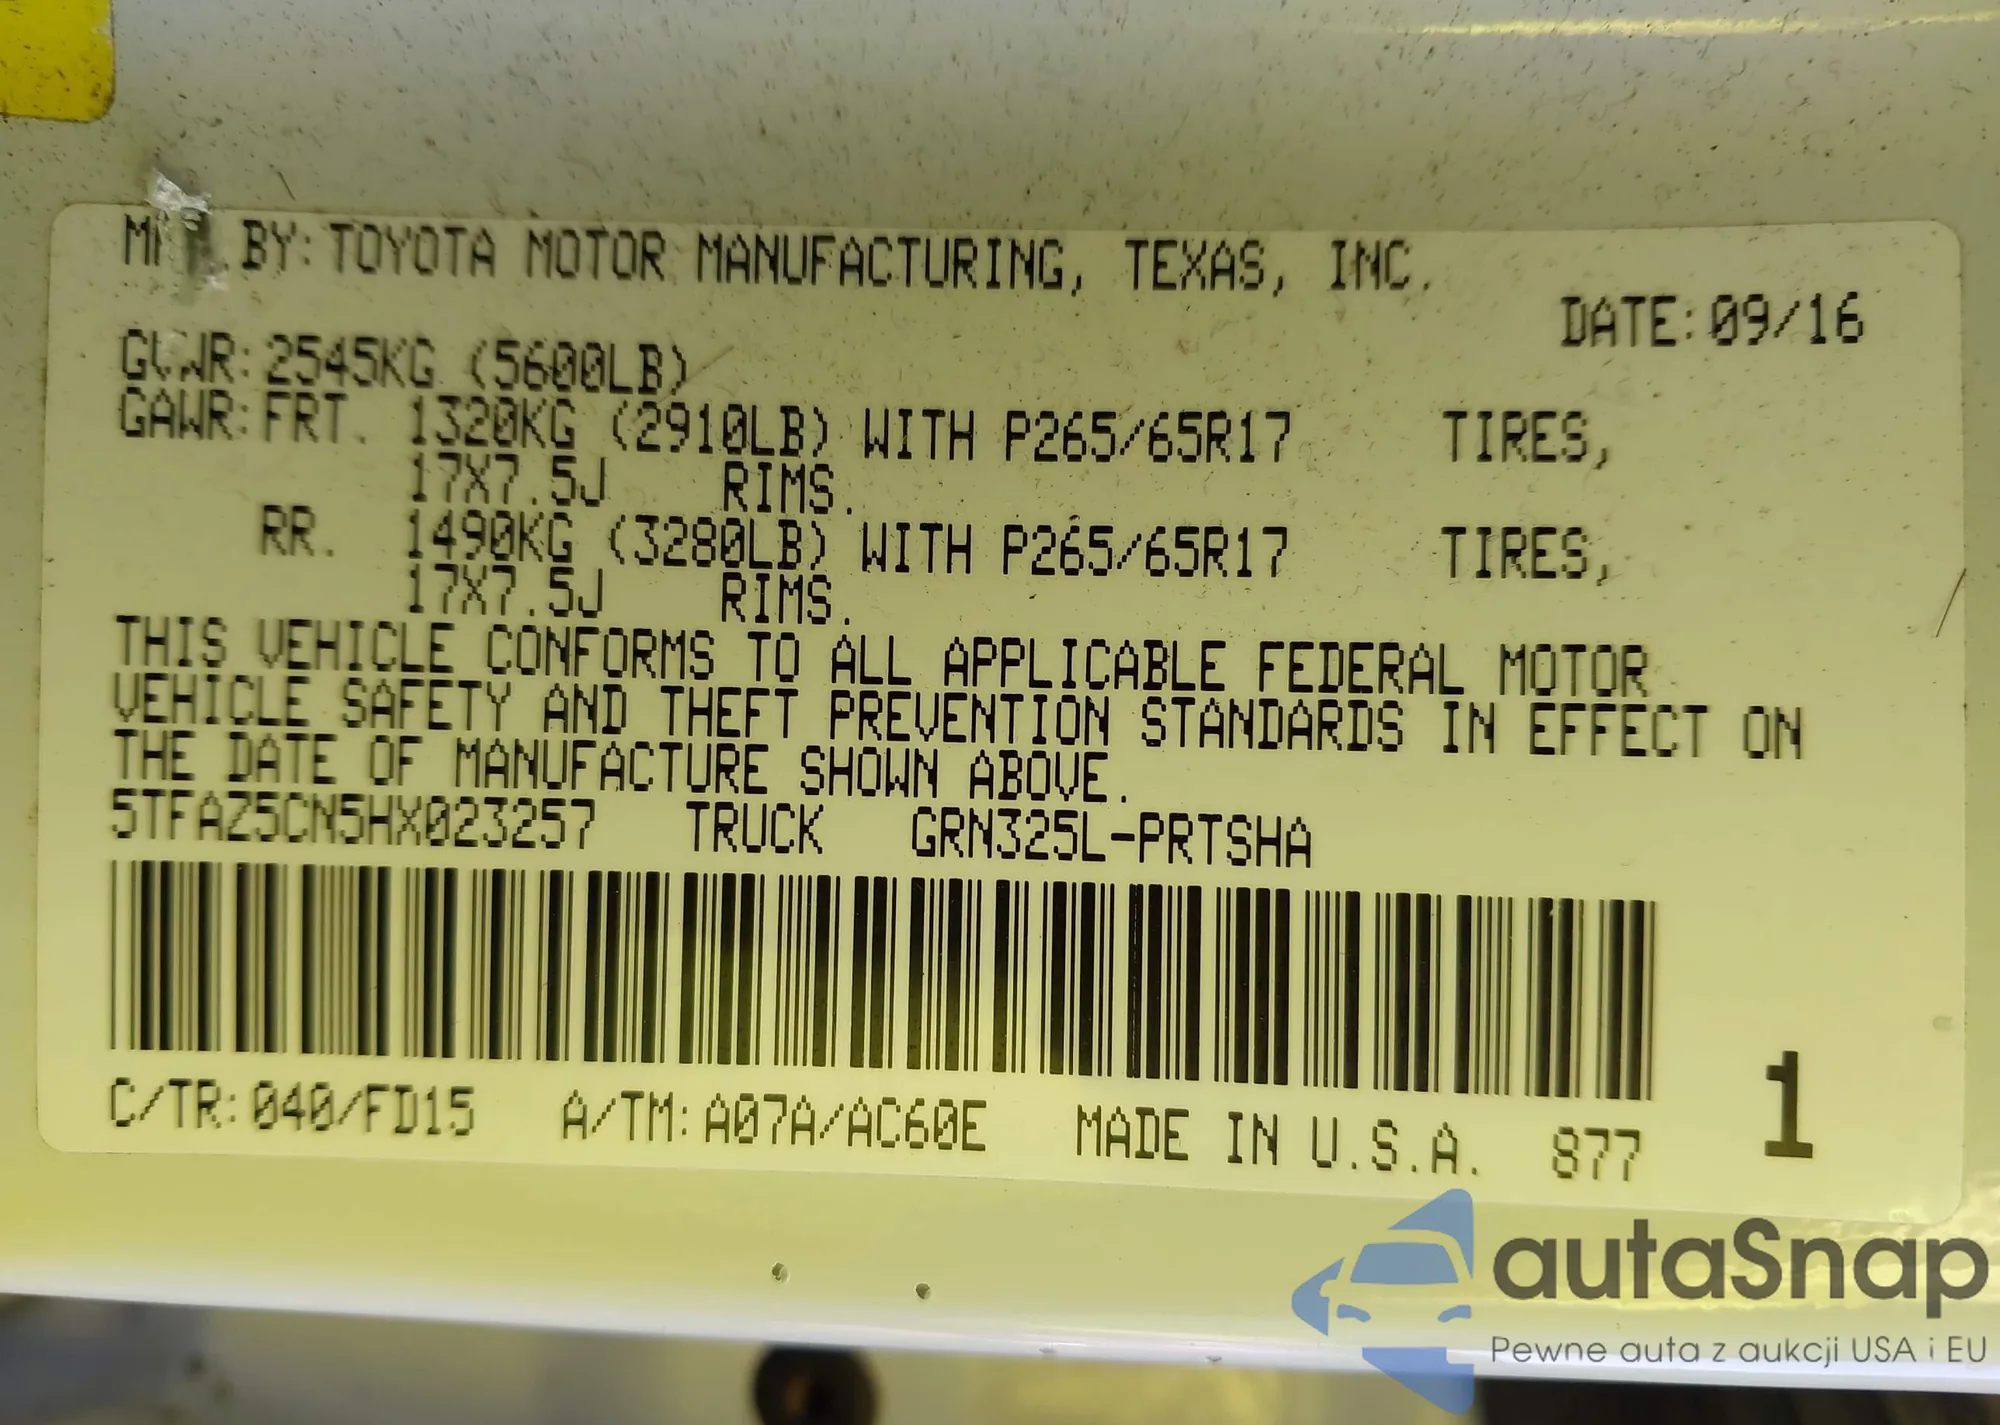 MFD. BY: TOYOTA MOTOR MANUFACTURING, TEXAS, INC.
DATE: 09/16
GVWR: 2545KG (5600LB)
GAWR: FRT. 1320KG (2910LB) WITH P265/65R17 TIRES,
17X7.5J RIMS.
RR. 1490KG (3280LB) WITH P265/65R17 TIRES,
17X7.5J RIMS.
THIS VEHICLE CONFORMS TO ALL APPLICABLE FEDERAL MOTOR
VEHICLE SAFETY AND THEFT PREVENTION STANDARDS IN EFFECT ON
THE DATE OF MANUFACTURE SHOWN ABOVE.
5TFAZ5CN5HX023257 TRUCK GRN325L-PRTSHA
C/TR: 040/FD15 A/TM: A07A/AC60E MADE IN U.S.A. 877
1
autaSnap
Pewne auta z aukcji USA i EU